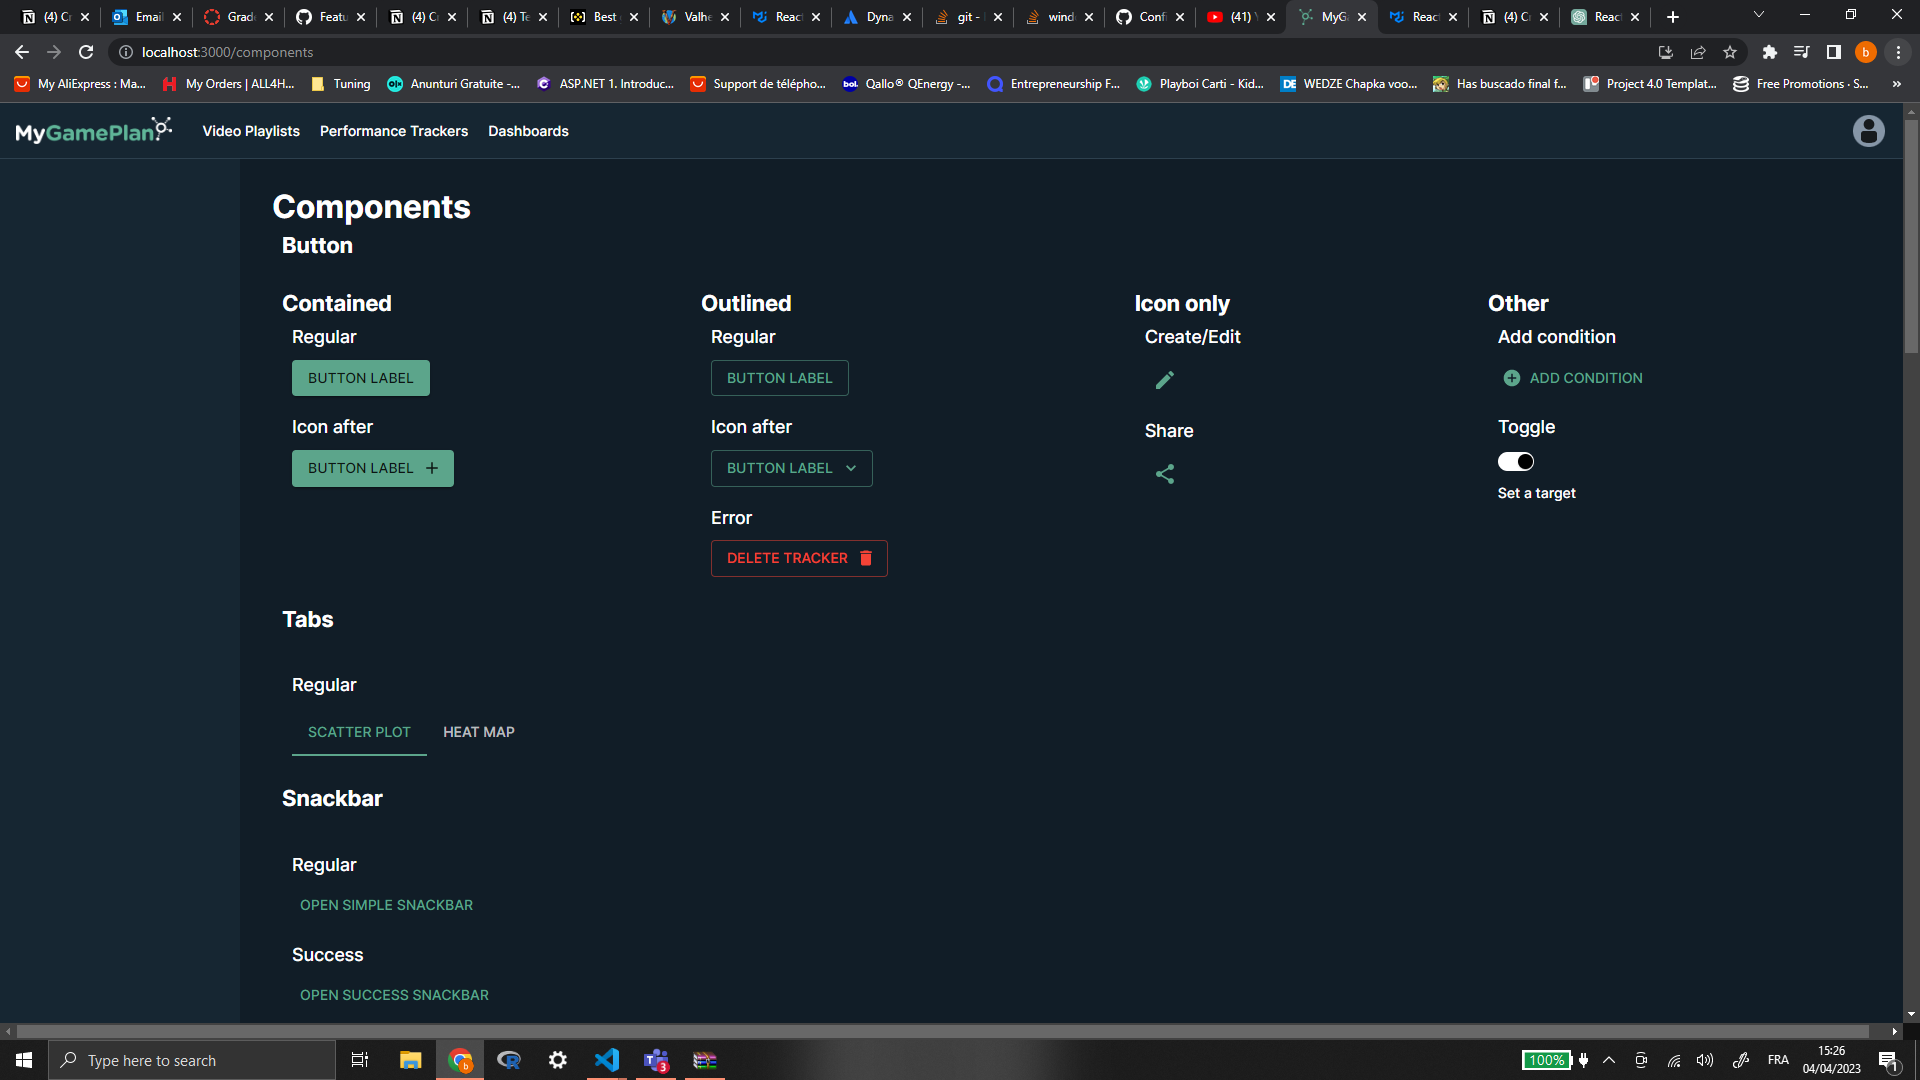 (4) C
Email
Grad
Featu
(4) C
(4) Te
Best
Valhe
React
Dyna
git -
wind
Confi
(41)
MyGa
React
(4) C
React
localhost:3000/components
b
My AliExpress : Ma...
My Orders | ALL4H...
Tuning
Anunturi Gratuite -...
ASP.NET 1. Introduc...
Support de télépho...
bol.
Qallo® QEnergy -...
Entrepreneurship F...
Playboi Carti - Kid...
DE
WEDZE Chapka voo...
Has buscado final f...
Project 4.0 Templat...
Free Promotions · S...
»
MyGamePlan
Video Playlists
Performance Trackers
Dashboards
Components
Button
Contained
Outlined
Icon only
Other
Regular
Regular
Create/Edit
Add condition
BUTTON LABEL
BUTTON LABEL
ADD CONDITION
Icon after
Icon after
Share
Toggle
BUTTON LABEL
BUTTON LABEL
Set a target
Error
DELETE TRACKER
Tabs
Regular
SCATTER PLOT
HEAT MAP
Snackbar
Regular
OPEN SIMPLE SNACKBAR
Success
OPEN SUCCESS SNACKBAR
Type here to search
b
3
100%
FRA
15:26
04/04/2023
1